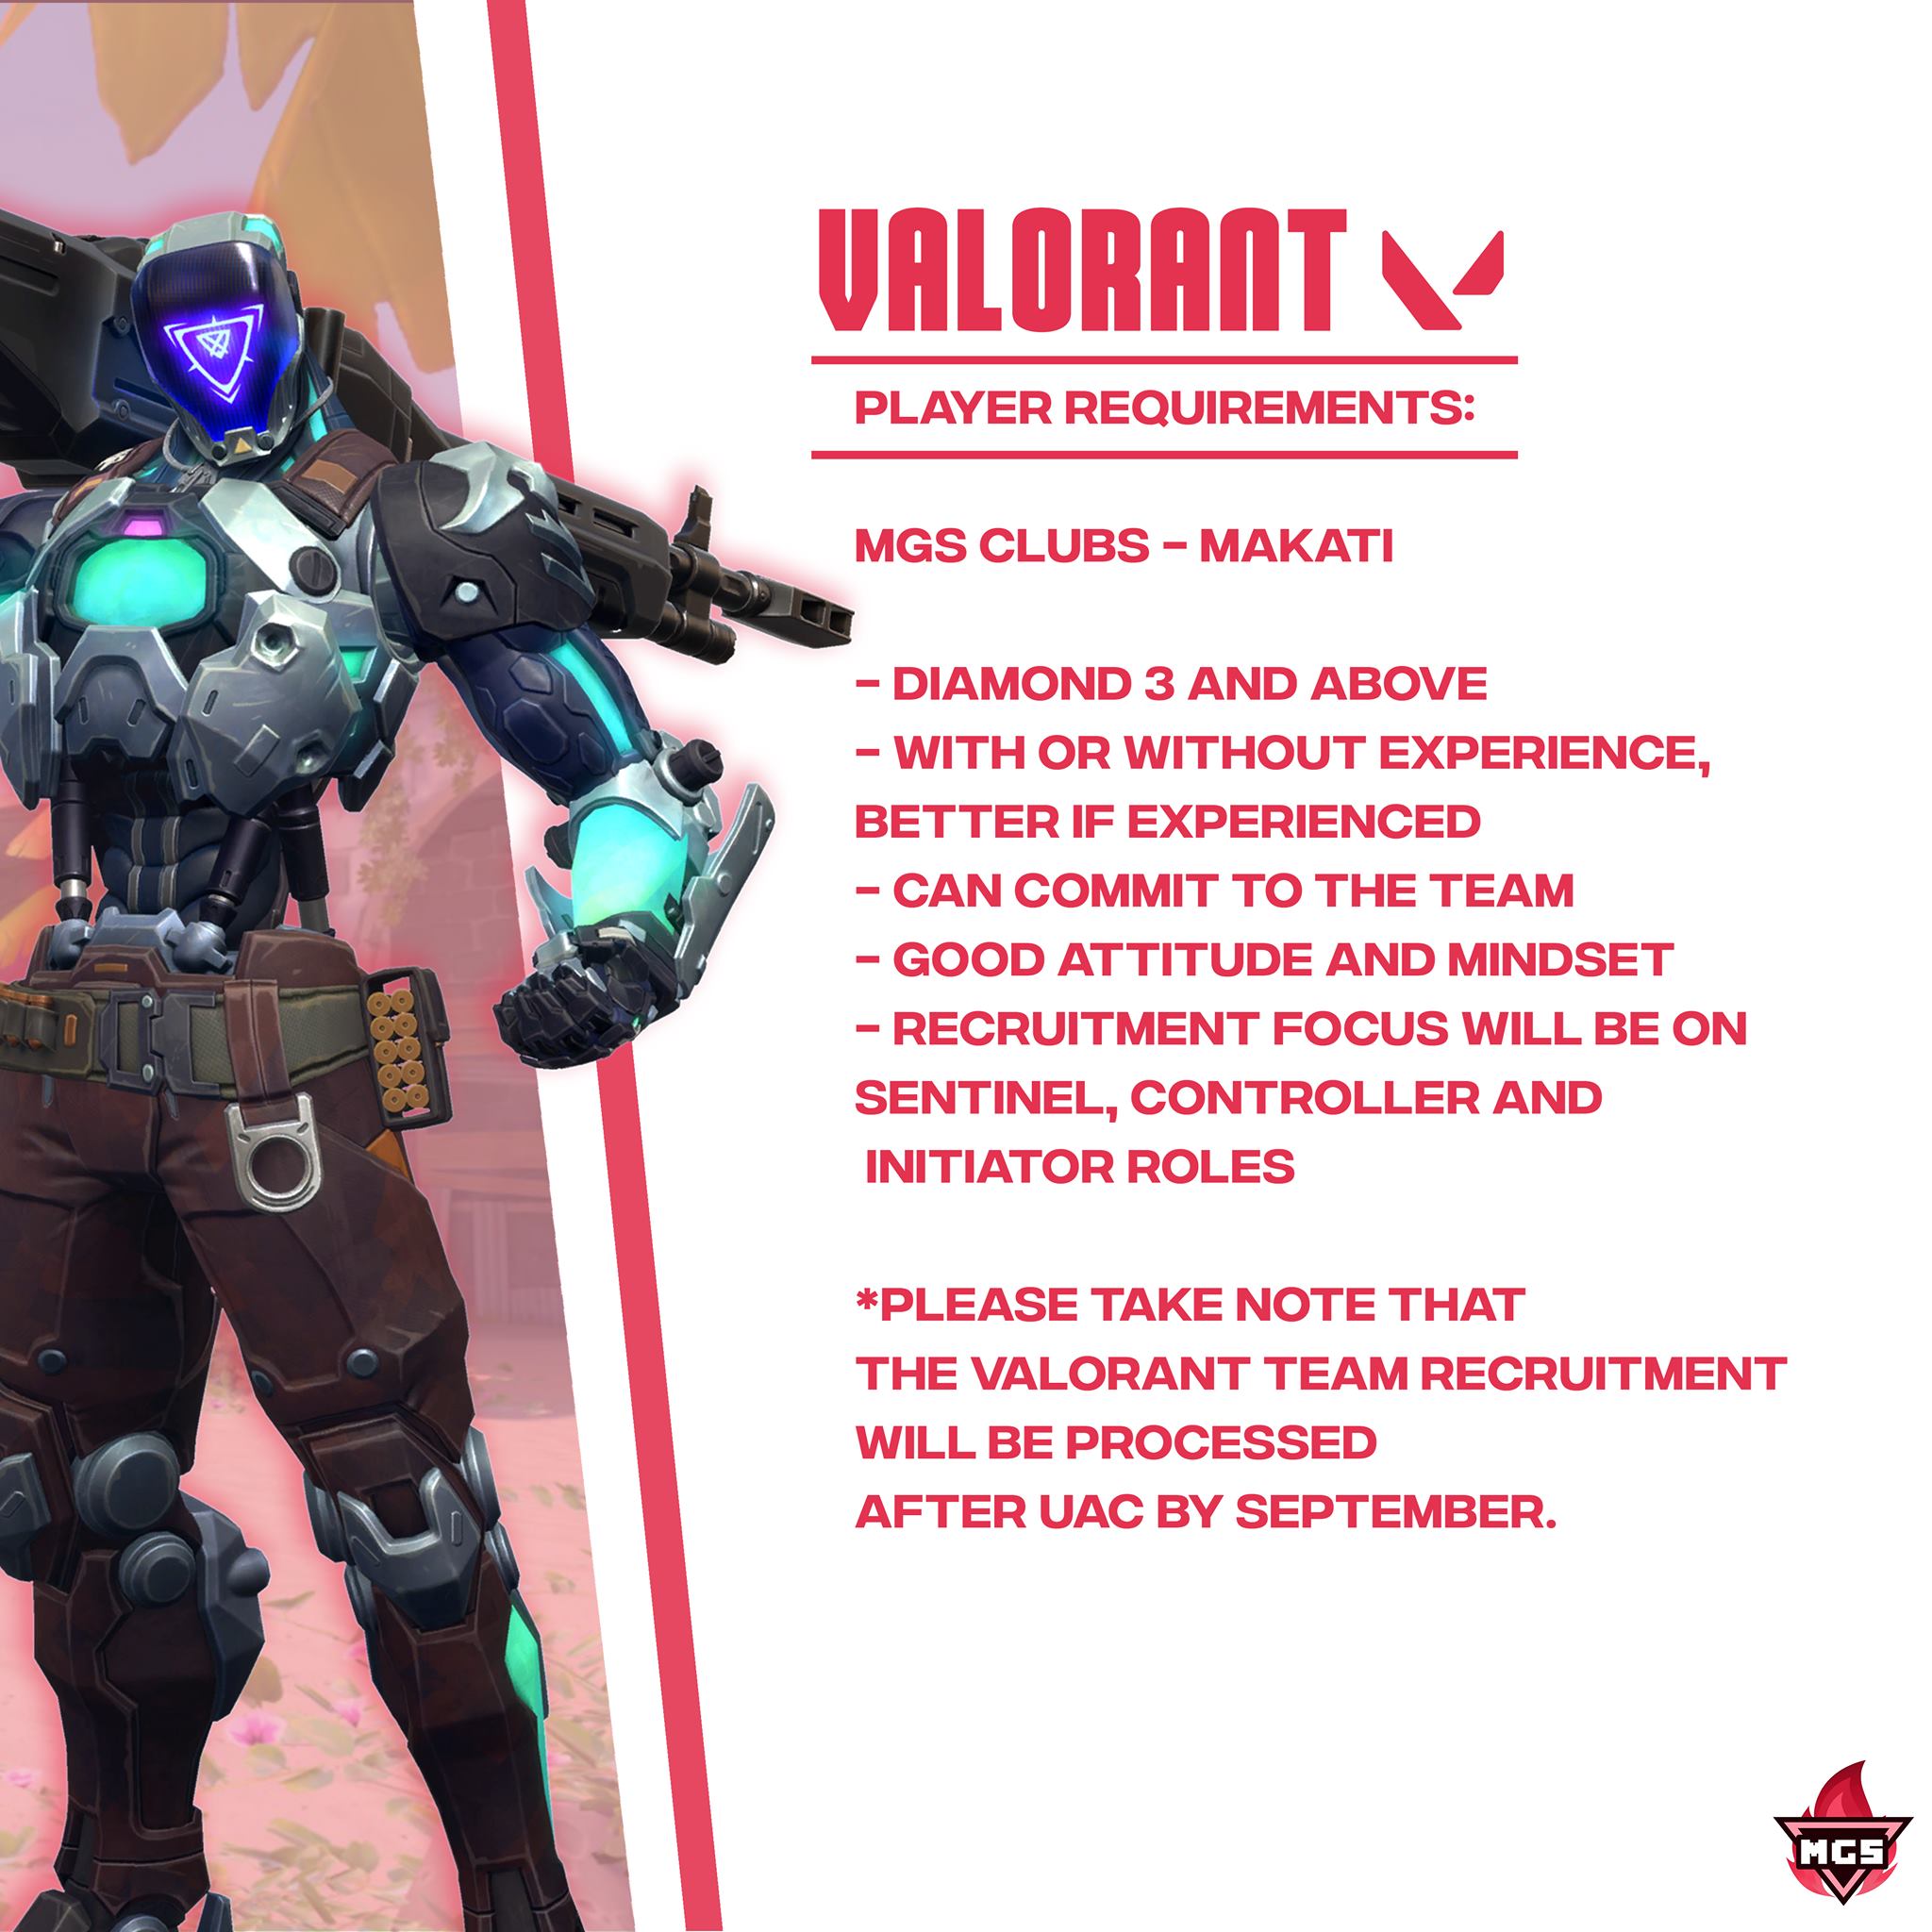 VALORANT
PLAYER REQUIREMENTS:
MGS CLUBS - MAKATI
- DIAMOND 3 AND ABOVE
- WITH OR WITHOUT EXPERIENCE,
BETTER IF EXPERIENCED
- CAN COMMIT TO THE TEAM
- GOOD ATTITUDE AND MINDSET
- RECRUITMENT FOCUS WILL BE ON
SENTINEL, CONTROLLER AND
INITIATOR ROLES
*PLEASE TAKE NOTE THAT
THE VALORANT TEAM RECRUITMENT
WILL BE PROCESSED
AFTER UAC BY SEPTEMBER.
MGS